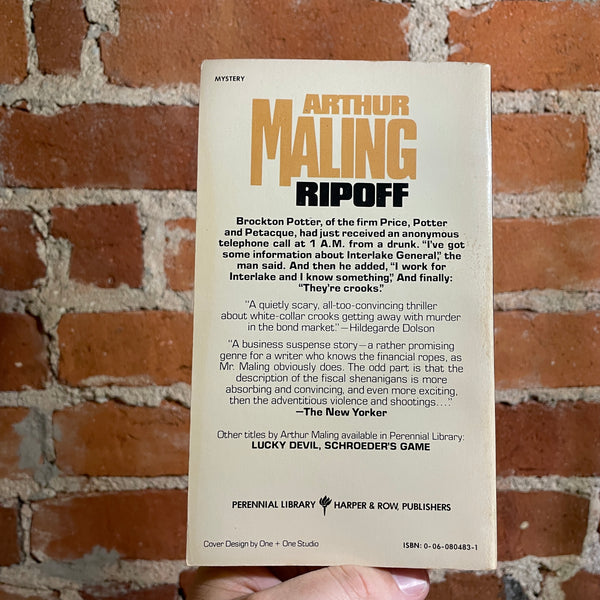 MYSTERY
ARTHUR
MALING
RIPOFF
Brockton Potter, of the firm Price, Potter
and Petacque, had just received an anonymous
telephone call at 1 A.M. from a drunk. "I've got
some information about Interlake General," the
man said. And then he added, "I work for
Interlake and I know something," And finally:
"They're crooks."
"A quietly scary, all-too-convincing thriller
about white-collar crooks getting away with murder
in the bond market." —Hildegarde Dolson
"A business suspense story—a rather promising
genre for a writer who knows the financial ropes, as
Mr. Maling obviously does. The odd part is that the
description of the fiscal shenanigans is more
absorbing and convincing, and even more exciting,
then the adventitious violence and shootings...."
—The New Yorker
Other titles by Arthur Maling available in Perennial Library:
LUCKY DEVIL, SCHROEDER'S GAME
PERENNIAL LIBRARY HARPER & ROW, PUBLISHERS
Cover Design by One + One Studio
ISBN: 0-06-080483-1